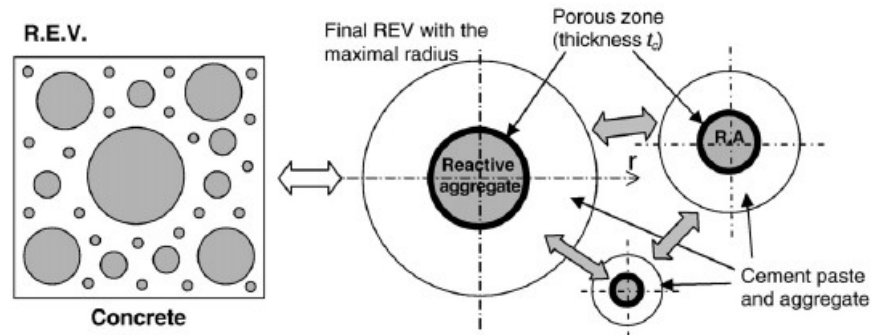 R.E.V.
Concrete
Final REV with the
maximal radius
Porous zone
(thickness tc)
Reactive
aggregate
r
R.A
Cement paste
and aggregate